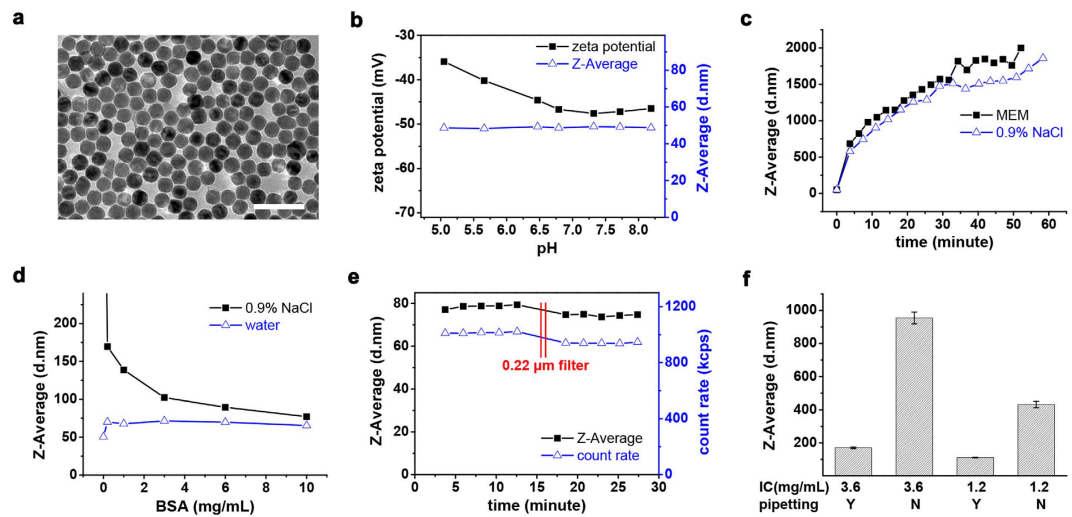 a
b
-30
-40
-50
-60
-70
zeta potential (mV)
zeta potential
Z-Average
80
60
40
20
0
Z-Average (d.nm)
5.0 5.5 6.0 6.5 7.0 7.5 8.0
pH
c
2000
1500
1000
500
0
Z-Average (d.nm)
MEM
0.9% NaCl
0 10 20 30 40 50 60
time (minute)
d
200
150
100
50
0
Z-Average (d.nm)
0.9% NaCl
water
0 2 4 6 8 10
BSA (mg/mL)
e
80
60
40
20
0
Z-Average (d.nm)
0.22 μm filter
Z-Average
count rate
1200
800
400
0
count rate (kcps)
0 5 10 15 20 25 30
time (minute)
f
1000
800
600
400
200
Z-Average (d.nm)
IC(mg/mL) 3.6 3.6 1.2 1.2
pipetting Y N Y N